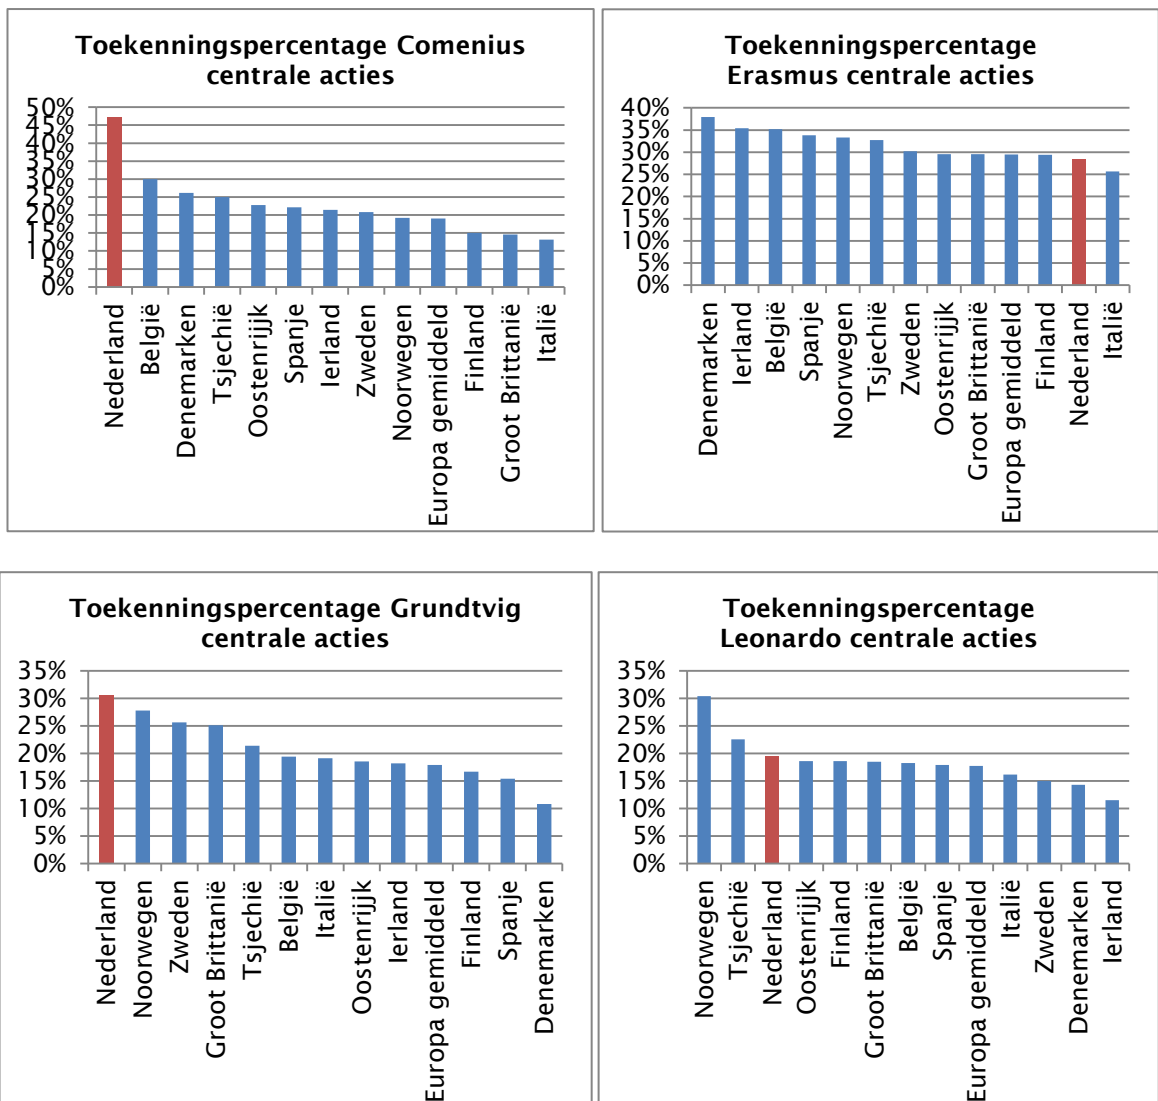 Toekenningspercentage Comenius
centrale acties
50%
45%
40%
35%
30%
25%
20%
15%
10%
5%
0%
Nederland
België
Denemarken
Tsjechië
Oostenrijjk
Spanje
Ierland
Zweden
Noorwegen
Europa gemiddeld
Finland
Groot Brittanië
Italië
Toekenningspercentage
Erasmus centrale acties
40%
35%
30%
25%
20%
15%
10%
5%
0%
Denemarken
Ierland
België
Spanje
Noorwegen
Tsjechië
Zweden
Oostenrijjk
Groot Brittanië
Europa gemiddeld
Finland
Nederland
Italië
Toekenningspercentage Grundtvig
centrale acties
35%
30%
25%
20%
15%
10%
5%
0%
Nederland
Noorwegen
Zweden
Groot Brittanië
Tsjechië
België
Italië
Oostenrijjk
Ierland
Europa gemiddeld
Finland
Spanje
Denemarken
Toekenningspercentage
Leonardo centrale acties
35%
30%
25%
20%
15%
10%
5%
0%
Noorwegen
Tsjechië
Nederland
Oostenrijjk
Finland
Groot Brittanië
België
Spanje
Europa gemiddeld
Italië
Zweden
Denemarken
Ierland